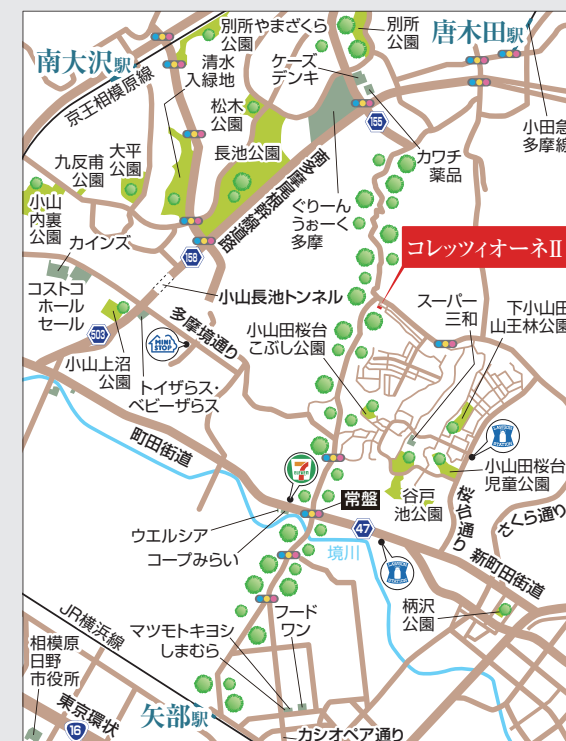 別所やまざくら
公園
別所
公園
唐木田駅
南大沢駅
清水
入緑地
ケーズ
デンキ
京王相模原線
松木
公園
155
小田急
多摩線
大平
公園
九反甫
公園
長池公園
カワチ
薬品
南多摩尾根幹線道路
小山
内裏
公園
ぐりーん
うぉーく
多摩
カインズ
158
コレッツィオーネⅡ
コストコ
ホール
セール
小山長池トンネル
スーパー
三和
下小山田
山王林公園
多摩境通り
503
MINI
STOP
小山田桜台
こぶし公園
小山上沼
公園
トイザらス・
ベビーザらス
町田街道
LAWSON
STATION
7
ELEVEN
小山田桜台
児童公園
谷戸
池公園
桜台通り
さくら通り
常盤
ウエルシア
コープみらい
47
境川
LAWSON
STATION
新町田街道
JR横浜線
フード
ワン
マツモトキヨシ
しまむら
柄沢
公園
相模原
日野
市役所
東京環状
16
矢部駅
カシオペア通り